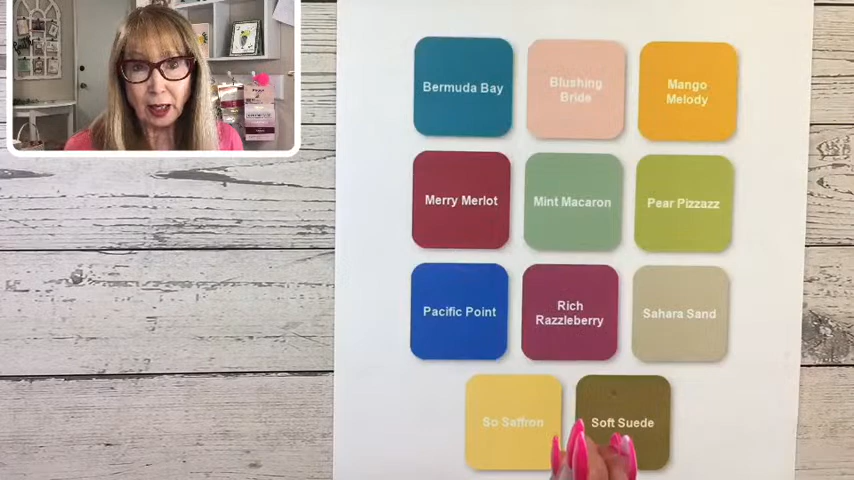 Bermuda Bay
Blushing
Bride
Mango
Melody
Merry Merlot
Mint Macaron
Pear Pizzazz
Pacific Point
Rich
Razzleberry
Sahara Sand
So Saffron
Soft Suede